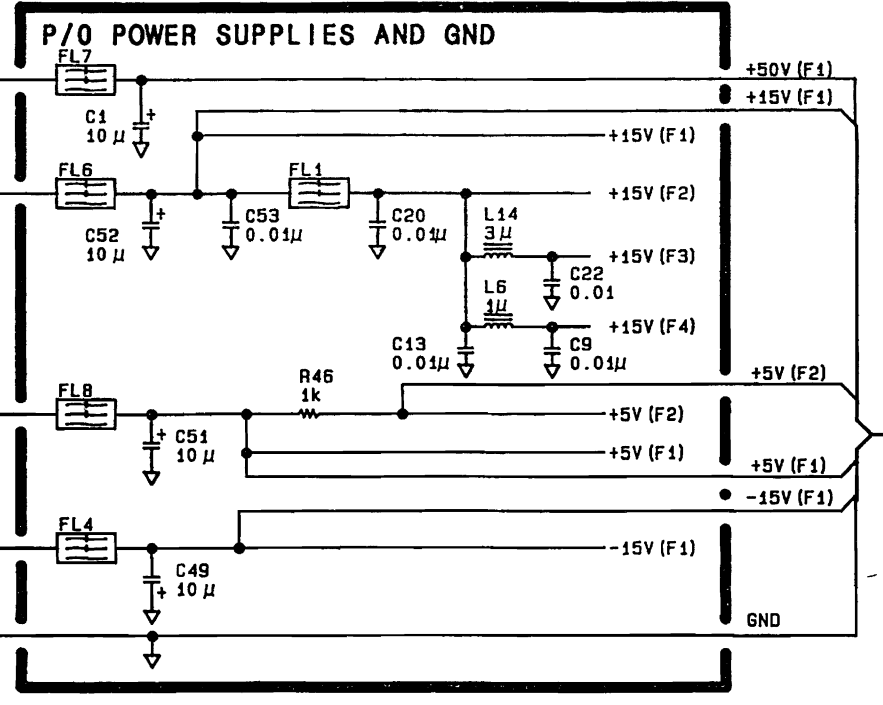 P/O POWER SUPPLIES AND GND
FL7
+50V (F1)
+15V (F1)
C1
10 µ
+
+15V (F1)
FL6
FL1
+15V (F2)
+
C52
10 µ
C53
0.01µ
C20
0.01µ
L14
3µ
+15V (F3)
C22
0.01
L6
1µ
+15V (F4)
C13
0.01µ
C9
0.01µ
+5V (F2)
R46
1k
FL8
+5V (F2)
+
C51
10 µ
+5V (F1)
+5V (F1)
-15V (F1)
FL4
-15V (F1)
C49
10 µ
+
GND